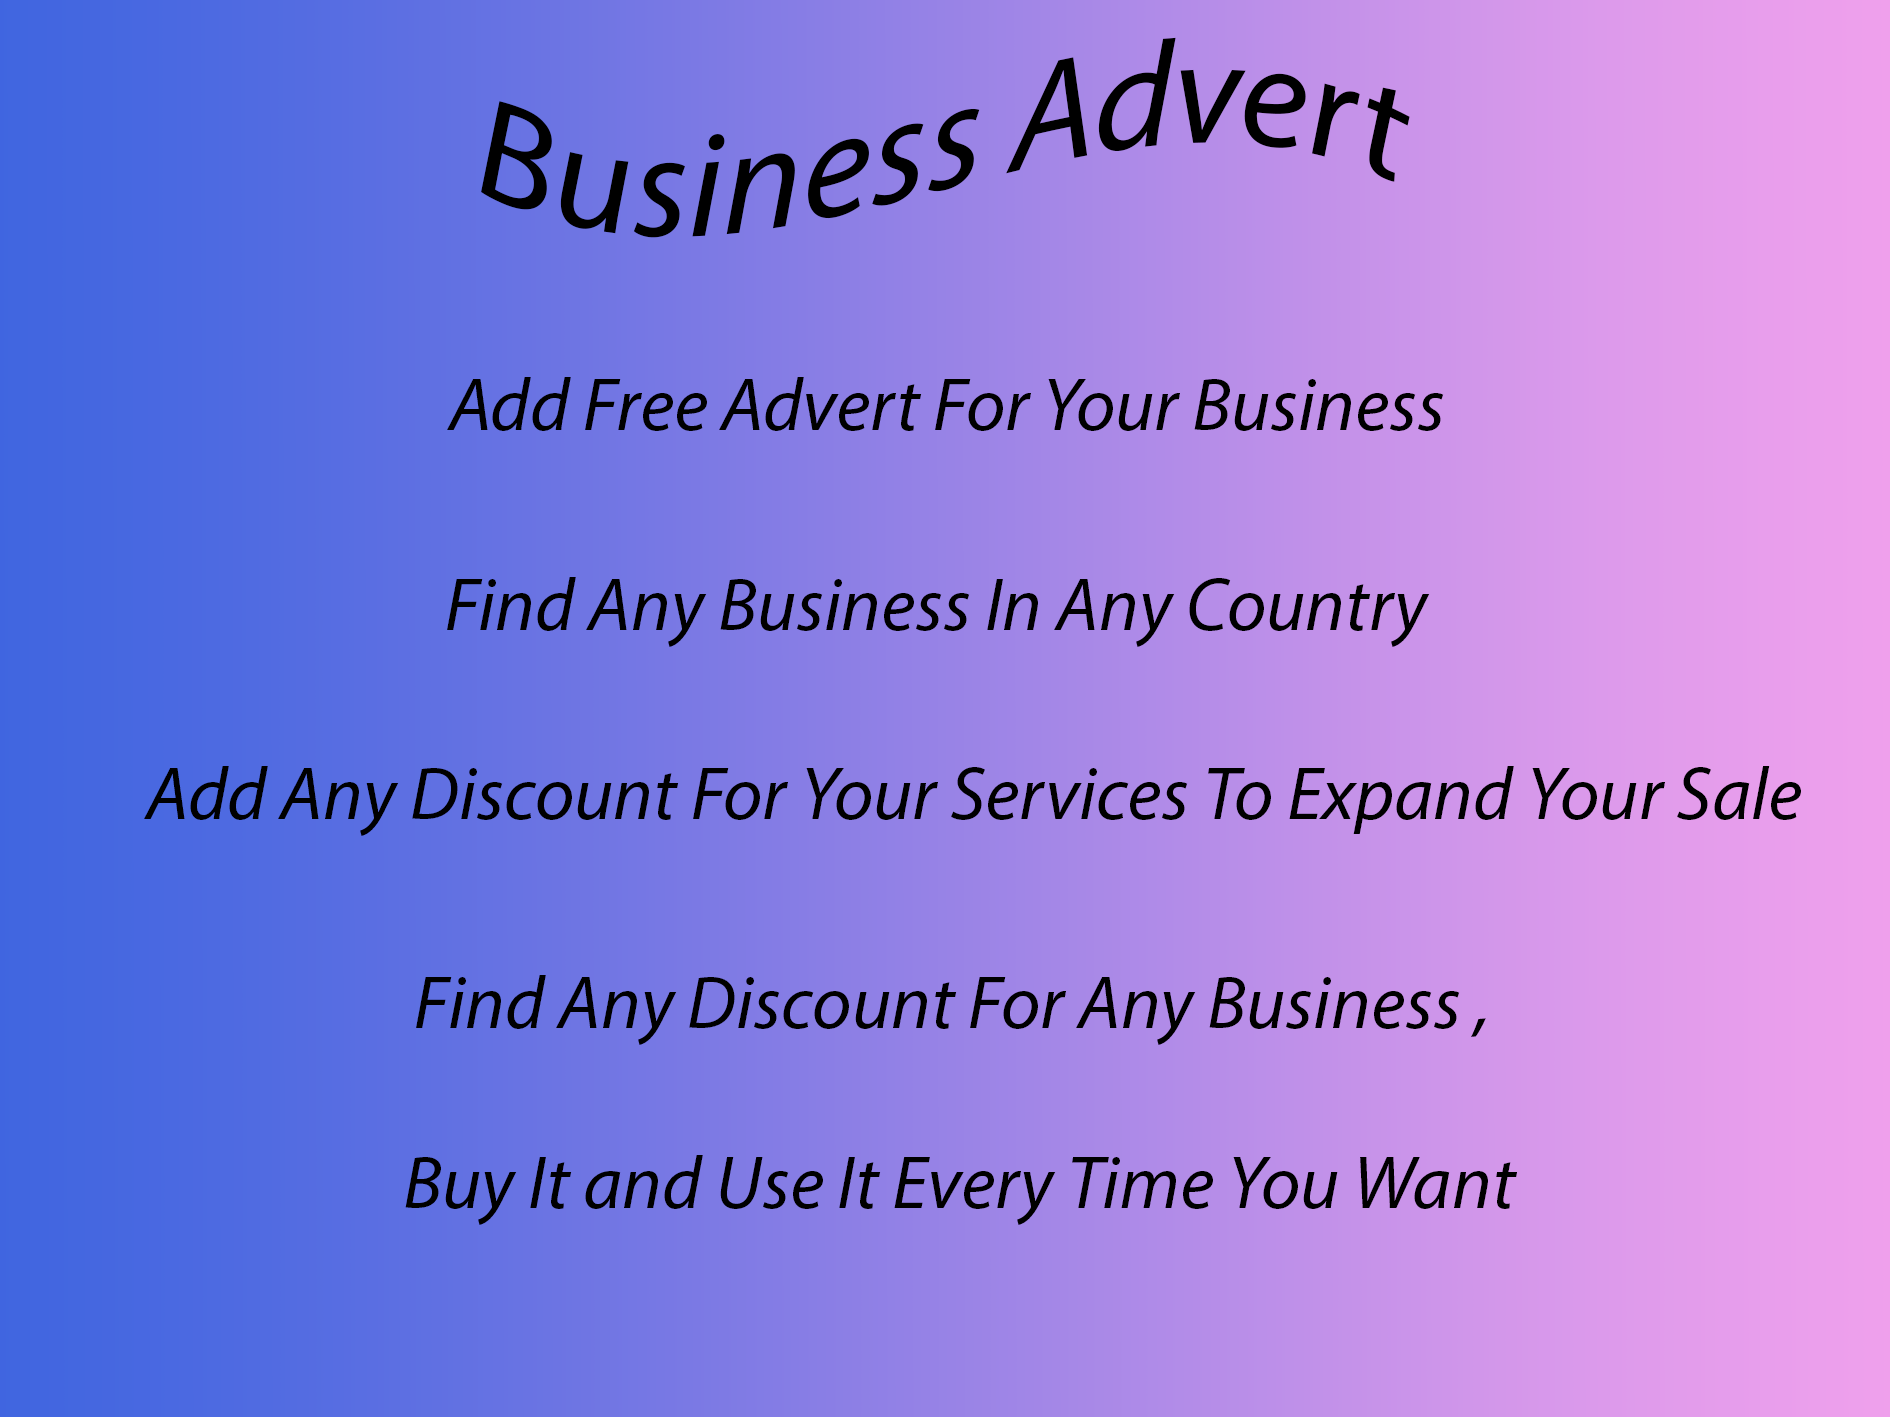 Business Advert
Add Free Advert For Your Business
Find Any Business In Any Country
Add Any Discount For Your Services To Expand Your Sale
Find Any Discount For Any Business ,
Buy It and Use It Every Time You Want